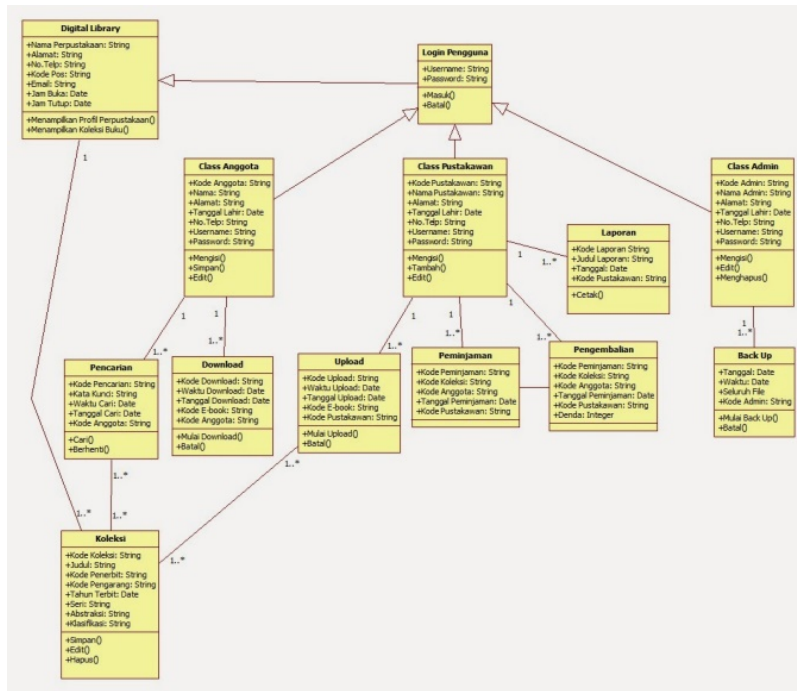 Digital Library
+Nama Perpustakaan: String
+Alamat: String
+No.Telp: String
+Kode Pos: String
+Email: String
+Jam Buka: Date
+Jam Tutup: Date
+Menampilkan Profil Perpustakaan()
+Menampilkan Koleksi Buku()
1
Login Pengguna
+Username: String
+Password: String
+Masuk()
+Batal()
Class Anggota
+Kode Anggota: String
+Nama: String
+Alamat: String
+Tanggal Lahir: Date
+No.Telp: String
+Username: String
+Password: String
+Mengisi()
+Simpan()
+Edit()
1
1
1..*
1..*
Class Pustakawan
+Kode Pustakawan: String
+Nama Pustakawan: String
+Alamat: String
+Tanggal Lahir: Date
+No.Telp: String
+Username: String
+Password: String
+Mengisi()
+Tambah()
+Edit()
1
1..*
1
1
1
1..*
1..*
1..*
Laporan
+Kode Laporan String
+Judul Laporan: String
+Tanggal: Date
+Kode Pustakawan: String
+Cetak()
Class Admin
+Kode Admin: String
+Nama Admin: String
+Alamat: String
+Tanggal Lahir: Date
+No.Telp: String
+Username: String
+Password: String
+Mengisi()
+Edit()
+Menghapus()
1
1..*
Pencarian
+Kode Pencarian: String
+Kata Kunci: String
+Waktu Cari: Date
+Tanggal Cari: Date
+Kode Anggota: String
+Cari()
+Berhenti()
1..*
1..*
Download
+Kode Download: String
+Waktu Download: Date
+Tanggal Download: Date
+Kode E-book: String
+Kode Anggota: String
+Mulai Download()
+Batal()
Upload
+Kode Upload: String
+Waktu Upload: Date
+Tanggal Upload: Date
+Kode E-book: String
+Kode Pustakawan: String
+Mulai Upload()
+Batal()
1..*
1..*
Peminjaman
+Kode Peminjaman: String
+Kode Koleksi: String
+Kode Anggota: String
+Tanggal Peminjaman: Date
+Kode Pustakawan: String
Pengembalian
+Kode Peminjaman: String
+Kode Koleksi: String
+Kode Anggota: String
+Tanggal Peminjaman: Date
+Kode Pustakawan: String
+Denda: Integer
Back Up
+Tanggal: Date
+Waktu: Date
+Seluruh File
+Kode Admin: String
+Mulai Back Up()
+Batal()
1..*
Koleksi
+Kode Koleksi: String
+Judul: String
+Kode Penerbit: String
+Kode Pengarang: String
+Tahun Terbit: Date
+Seri: String
+Abstraksi: String
+Klasifikasi: String
+Simpan()
+Edit()
+Hapus()